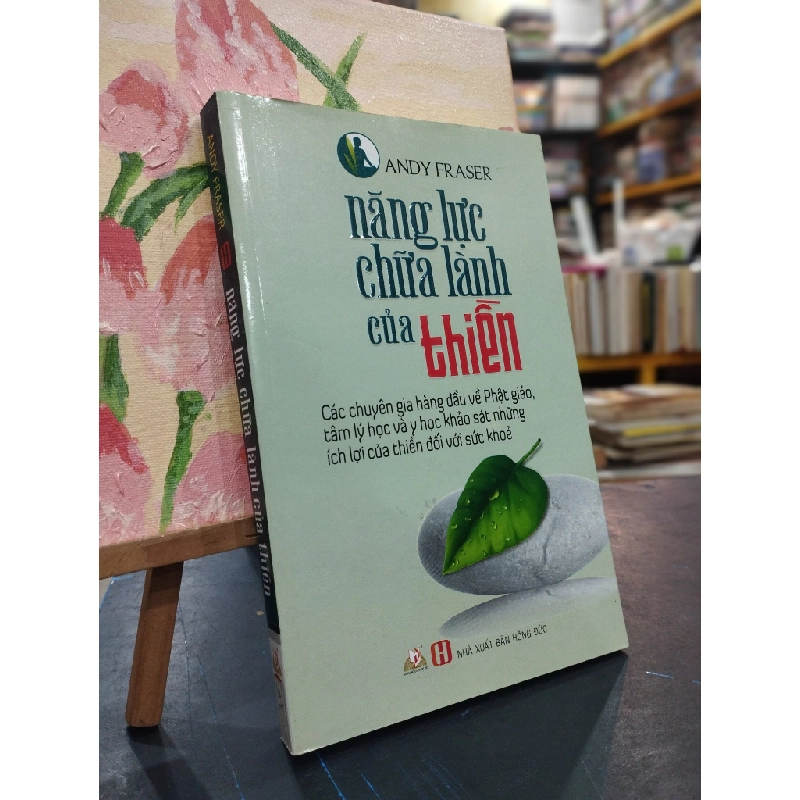 ANDY FRASER
năng lực
chữa lành
của thiền
Các chuyên gia hàng đầu về Phật giáo,
tâm lý học và y học khảo sát những
ích lợi của thiền đối với sức khoẻ
NHÀ XUẤT BẢN HỒNG ĐỨC
ANDY FRASER năng lực chữa lành của thiền